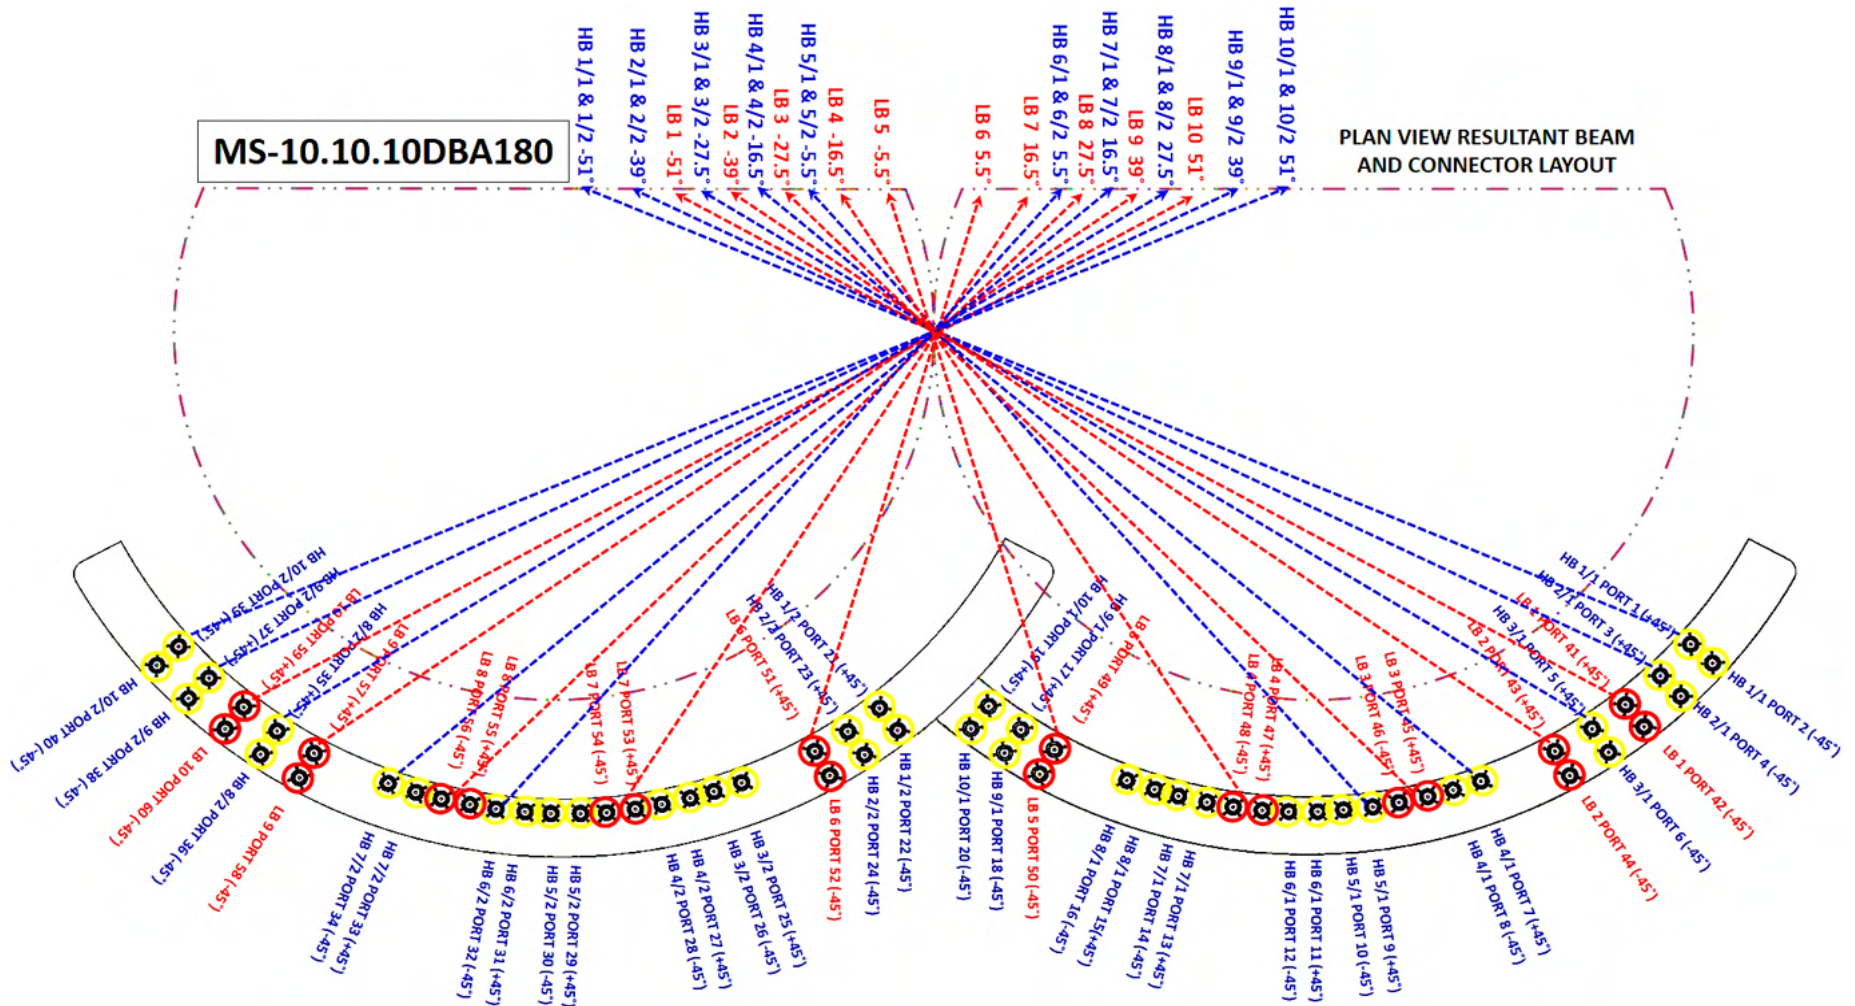 HB 1/1 & 1/2 -51°
HB 2/1 & 2/2 -39°
LB 1 -51°
HB 3/1 & 3/2 -27.5°
LB 2 -39°
HB 4/1 & 4/2 -16.5°
LB 3 -27.5°
HB 5/1 & 5/2 -5.5°
LB 4 -16.5°
LB 5 -5.5°
LB 6 5.5°
LB 7 16.5°
HB 6/1 & 6/2 5.5°
LB 8 27.5°
HB 7/1 & 7/2 16.5°
LB 9 39°
HB 8/1 & 8/2 27.5°
LB 10 51°
HB 9/1 & 9/2 39°
HB 10/1 & 10/2 51°
MS-10.10.10DBA180
PLAN VIEW RESULTANT BEAM
AND CONNECTOR LAYOUT
HB 10/2 PORT 39 (+45°)
HB 9/2 PORT 37 (+45°)
LB 10 PORT 59 (+45°)
HB 8/2 PORT 35 (+45°)
LB 9 PORT 57 (+45°)
LB 8 PORT 56 (-45°)
LB 8 PORT 55 (+45°)
LB 7 PORT 54 (-45°)
LB 7 PORT 53 (+45°)
LB 6 PORT 51 (+45°)
HB 2/2 PORT 23 (+45°)
HB 1/2 PORT 21 (+45°)
HB 10/1 PORT 19 (+45°)
HB 9/1 PORT 17 (+45°)
PORT 49 (+45°)
LB 4 PORT 48 (-45°)
LB 4 PORT 47 (+45°)
LB 3 PORT 46 (-45°)
LB 3 PORT 45 (+45°)
LB 2 PORT 43 (+45°)
HB 3/1 PORT 5 (+45°)
LB 1 PORT 41 (+45°)
HB 2/1 PORT 3 (+45°)
HB 1/1 PORT 1 (+45°)
HB 10/2 PORT 40 (-45°)
HB 9/2 PORT 38 (-45°)
LB 10 PORT 60 (-45°)
HB 8/2 PORT 36 (-45°)
LB 9 PORT 58 (-45°)
HB 7/2 PORT 34 (-45°)
HB 7/2 PORT 33 (+45°)
HB 6/2 PORT 32 (-45°)
HB 6/2 PORT 31 (+45°)
HB 5/2 PORT 30 (-45°)
HB 5/2 PORT 29 (+45°)
HB 4/2 PORT 28 (-45°)
HB 4/2 PORT 27 (+45°)
HB 3/2 PORT 26 (-45°)
HB 3/2 PORT 25 (+45°)
LB 6 PORT 52 (-45°)
HB 2/2 PORT 24 (-45°)
HB 1/2 PORT 22 (-45°)
HB 10/1 PORT 20 (-45°)
HB 9/1 PORT 18 (-45°)
LB 5 PORT 50 (-45°)
HB 8/1 PORT 16 (-45°)
HB 8/1 PORT 15(+45°)
HB 7/1 PORT 14 (-45°)
HB 7/1 PORT 13 (+45°)
HB 6/1 PORT 12 (-45°)
HB 6/1 PORT 11 (+45°)
HB 5/1 PORT 10 (-45°)
HB 5/1 PORT 9 (+45°)
HB 4/1 PORT 8 (-45°)
HB 4/1 PORT 7 (+45°)
LB 2 PORT 44 (-45°)
HB 3/1 PORT 6 (-45°)
LB 1 PORT 42 (-45°)
HB 2/1 PORT 4 (-45°)
HB 1/1 PORT 2 (-45°)